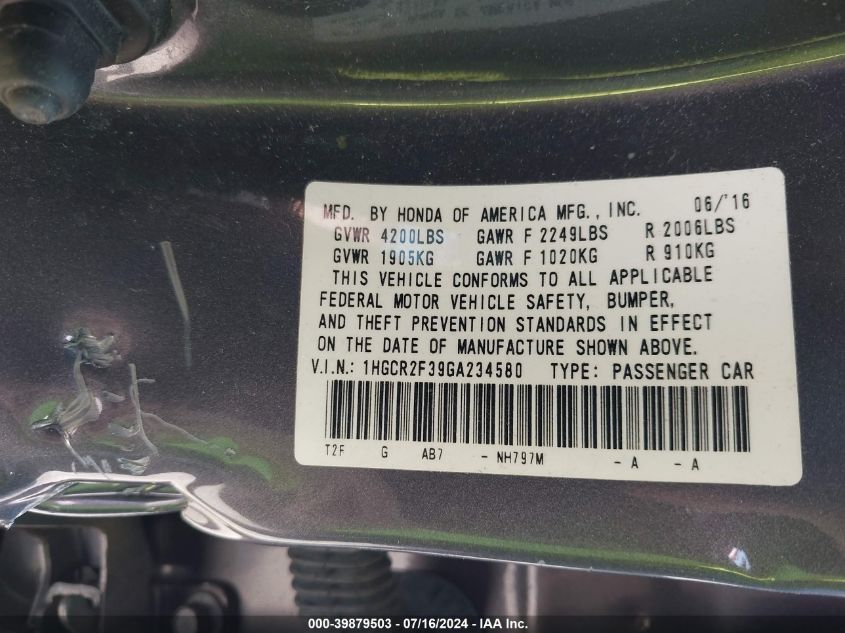 MFD. BY HONDA OF AMERICA MFG., INC. 06/'16
GVWR 4200LBS GAWR F 2249LBS R 2006LBS
GVWR 1905KG GAWR F 1020KG R 910KG
THIS VEHICLE CONFORMS TO ALL APPLICABLE
FEDERAL MOTOR VEHICLE SAFETY, BUMPER,
AND THEFT PREVENTION STANDARDS IN EFFECT
ON THE DATE OF MANUFACTURE SHOWN ABOVE.
V.I.N.: 1HGCR2F39GA234580 TYPE: PASSENGER CAR
T2F G AB7 - NH797M - A - A
000-39879503 / 07/16/2024 - IAA Inc.